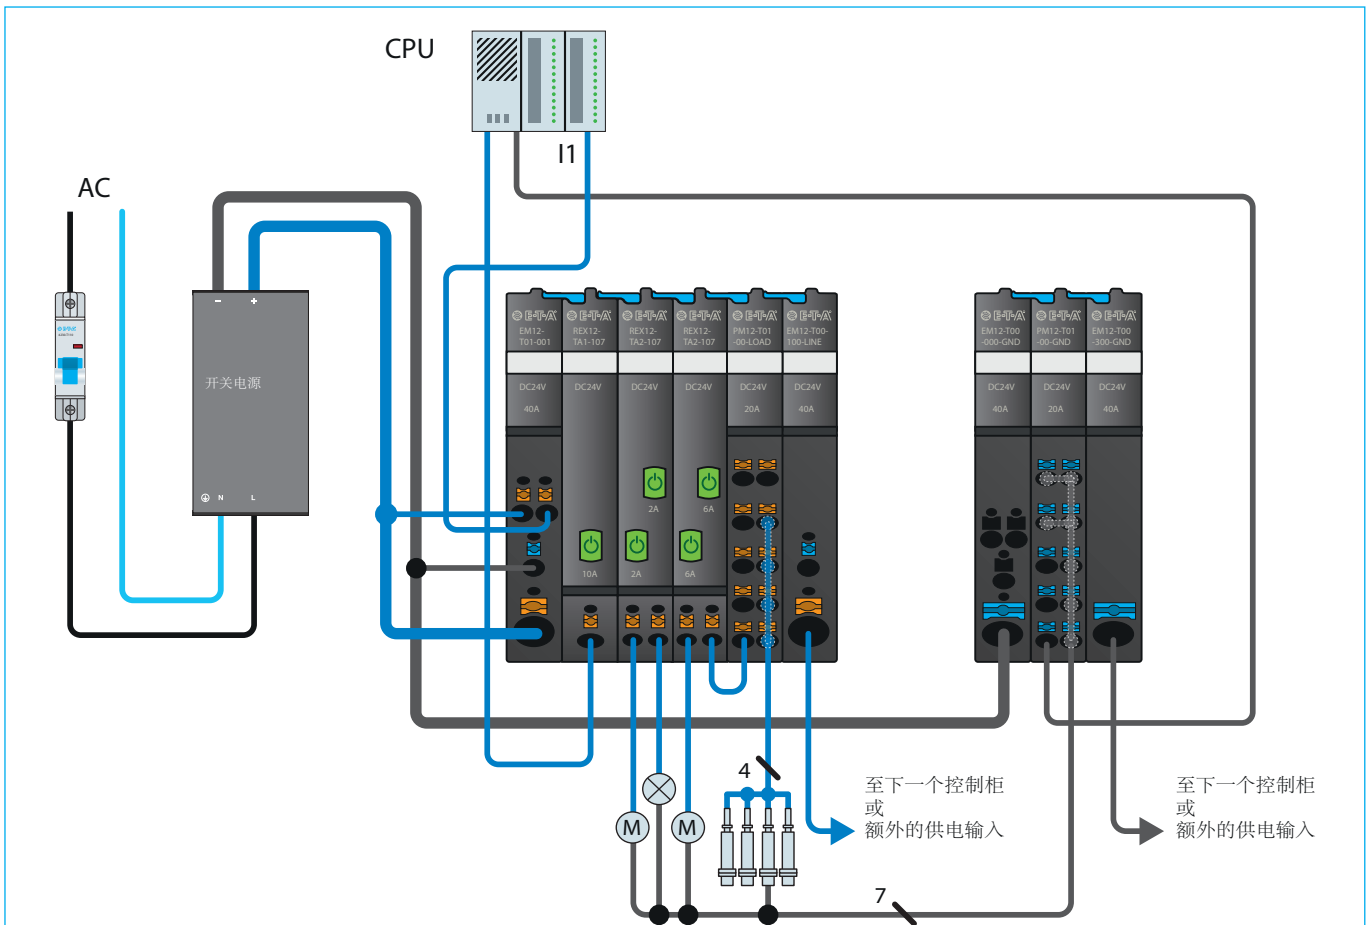 CPU
I1
AC
- +
开关电源
N L
E-T-A
EM12-
T01-001
DC24V
40A
E-T-A
REX12-
TA1-107
DC24V
10A
E-T-A
REX12-
TA2-107
DC24V
2A
2A
E-T-A
REX12-
TA2-107
DC24V
6A
6A
E-T-A
PM12-T01
-00-LOAD
DC24V
20A
E-T-A
EM12-T00-
100-LINE
DC24V
40A
E-T-A
EM12-T00
-000-GND
DC24V
40A
E-T-A
PM12-T01
-00-GND
DC24V
20A
E-T-A
EM12-T00
-300-GND
DC24V
40A
M
M
4
7
至下一个控制柜
或
额外的供电输入
至下一个控制柜
或
额外的供电输入